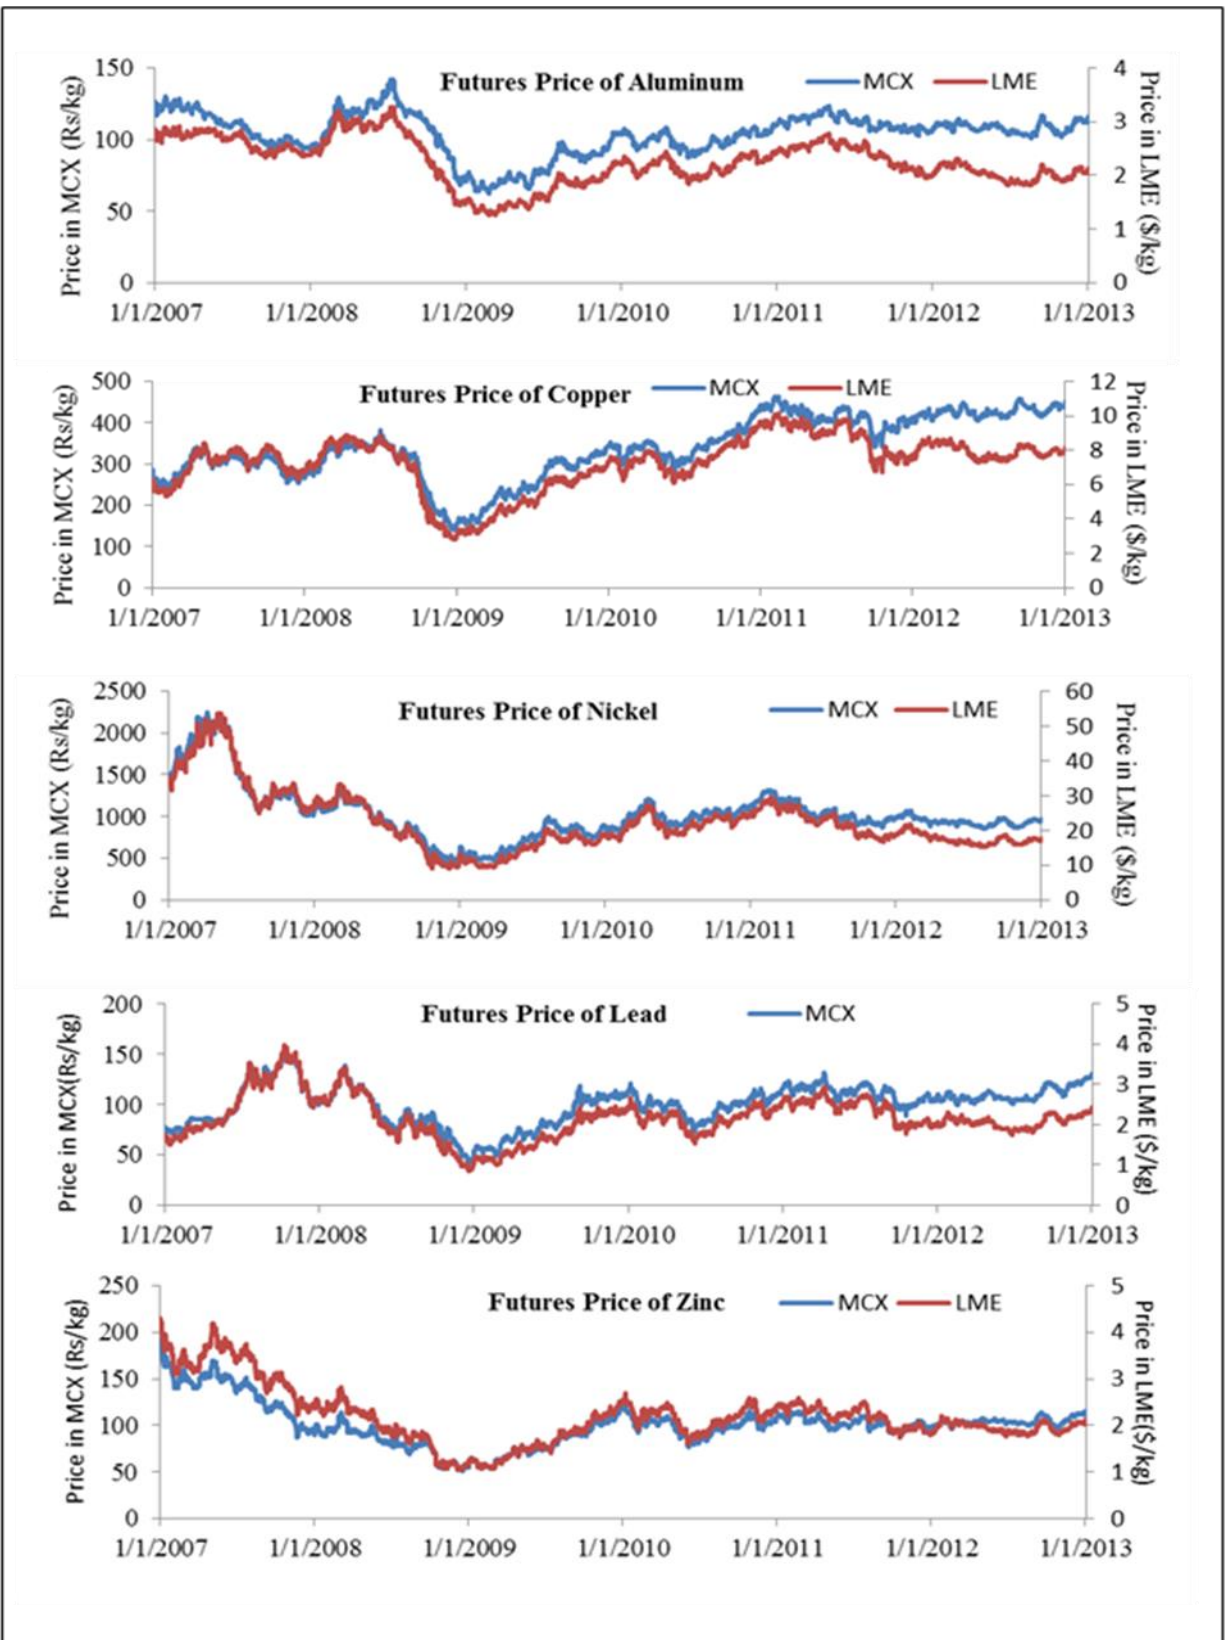 Futures Price of Aluminum MCX LME
Price in MCX (Rs/kg)
150
100
50
0
4
3
2
1
0
Price in LME ($/kg)
1/1/2007 1/1/2008 1/1/2009 1/1/2010 1/1/2011 1/1/2012 1/1/2013
Futures Price of Copper MCX LME
Price in MCX (Rs/kg)
500
400
300
200
100
0
12
10
8
6
4
2
0
Price in LME ($/kg)
1/1/2007 1/1/2008 1/1/2009 1/1/2010 1/1/2011 1/1/2012 1/1/2013
Futures Price of Nickel MCX LME
Price in MCX (Rs/kg)
2500
2000
1500
1000
500
0
60
50
40
30
20
10
0
Price in LME ($/kg)
1/1/2007 1/1/2008 1/1/2009 1/1/2010 1/1/2011 1/1/2012 1/1/2013
Futures Price of Lead MCX
Price in MCX(Rs/kg)
200
150
100
50
0
5
4
3
2
1
0
Price in LME ($/kg)
1/1/2007 1/1/2008 1/1/2009 1/1/2010 1/1/2011 1/1/2012 1/1/2013
Futures Price of Zinc MCX LME
Price in MCX (Rs/kg)
250
200
150
100
50
0
5
4
3
2
1
0
Price in LME($/kg)
1/1/2007 1/1/2008 1/1/2009 1/1/2010 1/1/2011 1/1/2012 1/1/2013